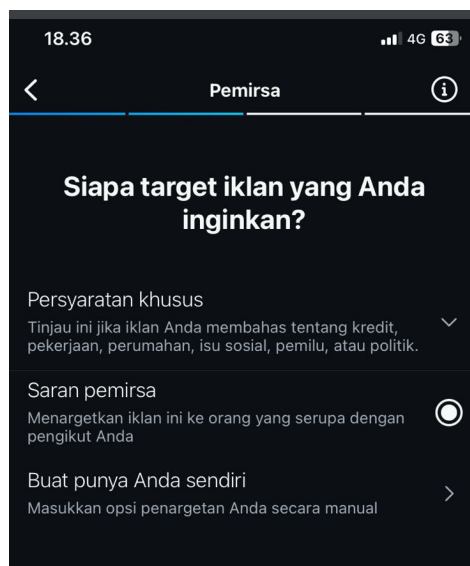 18.36
4G 63
Pemirsa
Siapa target iklan yang Anda
inginkan?
Persyaratan khusus
Tinjau ini jika iklan Anda membahas tentang kredit,
pekerjaan, perumahan, isu sosial, pemilu, atau politik.
Saran pemirsa
Menargetkan iklan ini ke orang yang serupa dengan
pengikut Anda
Buat punya Anda sendiri
Masukkan opsi penargetan Anda secara manual